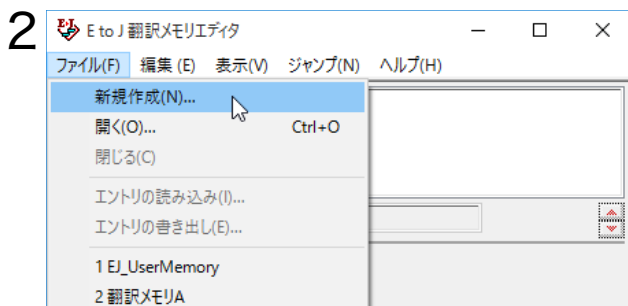 2
E to J 翻訳メモリエディタ
ファイル(F) 編集(E) 表示(V) ジャンプ(N) ヘルプ(H)
新規作成(N)...
開く(O)... Ctrl+O
閉じる(C)
エントリの読み込み(I)...
エントリの書き出し(E)...
1 EJ_UserMemory
2 翻訳メモリA